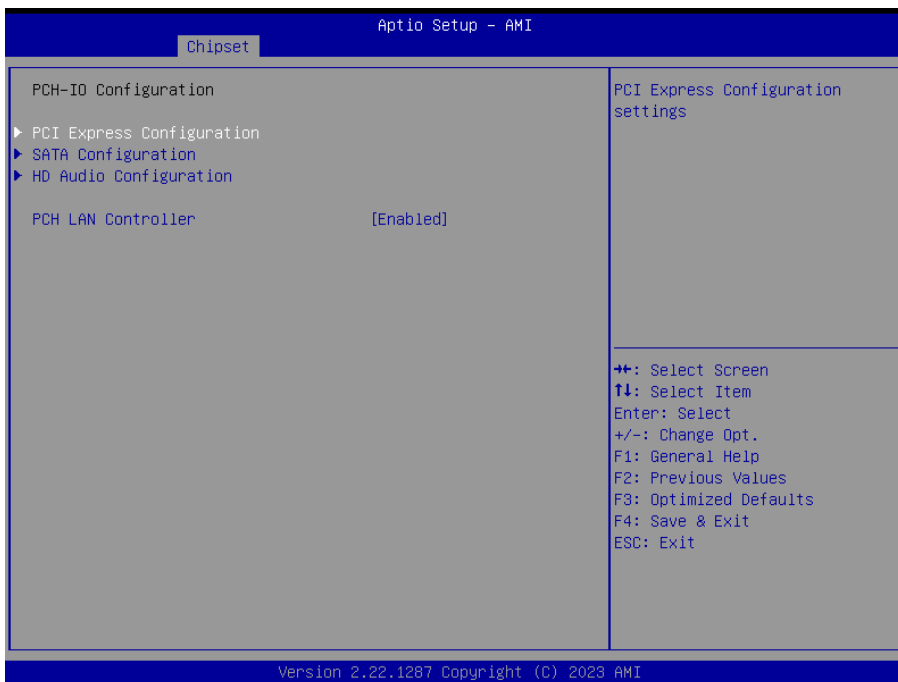 Aptio Setup – AMI
Chipset
PCH-IO Configuration
PCI Express Configuration
SATA Configuration
HD Audio Configuration
PCH LAN Controller [Enabled]
PCI Express Configuration
settings
→←: Select Screen
↑↓: Select Item
Enter: Select
+/-: Change Opt.
F1: General Help
F2: Previous Values
F3: Optimized Defaults
F4: Save & Exit
ESC: Exit
Version 2.22.1287 Copyright (C) 2023 AMI